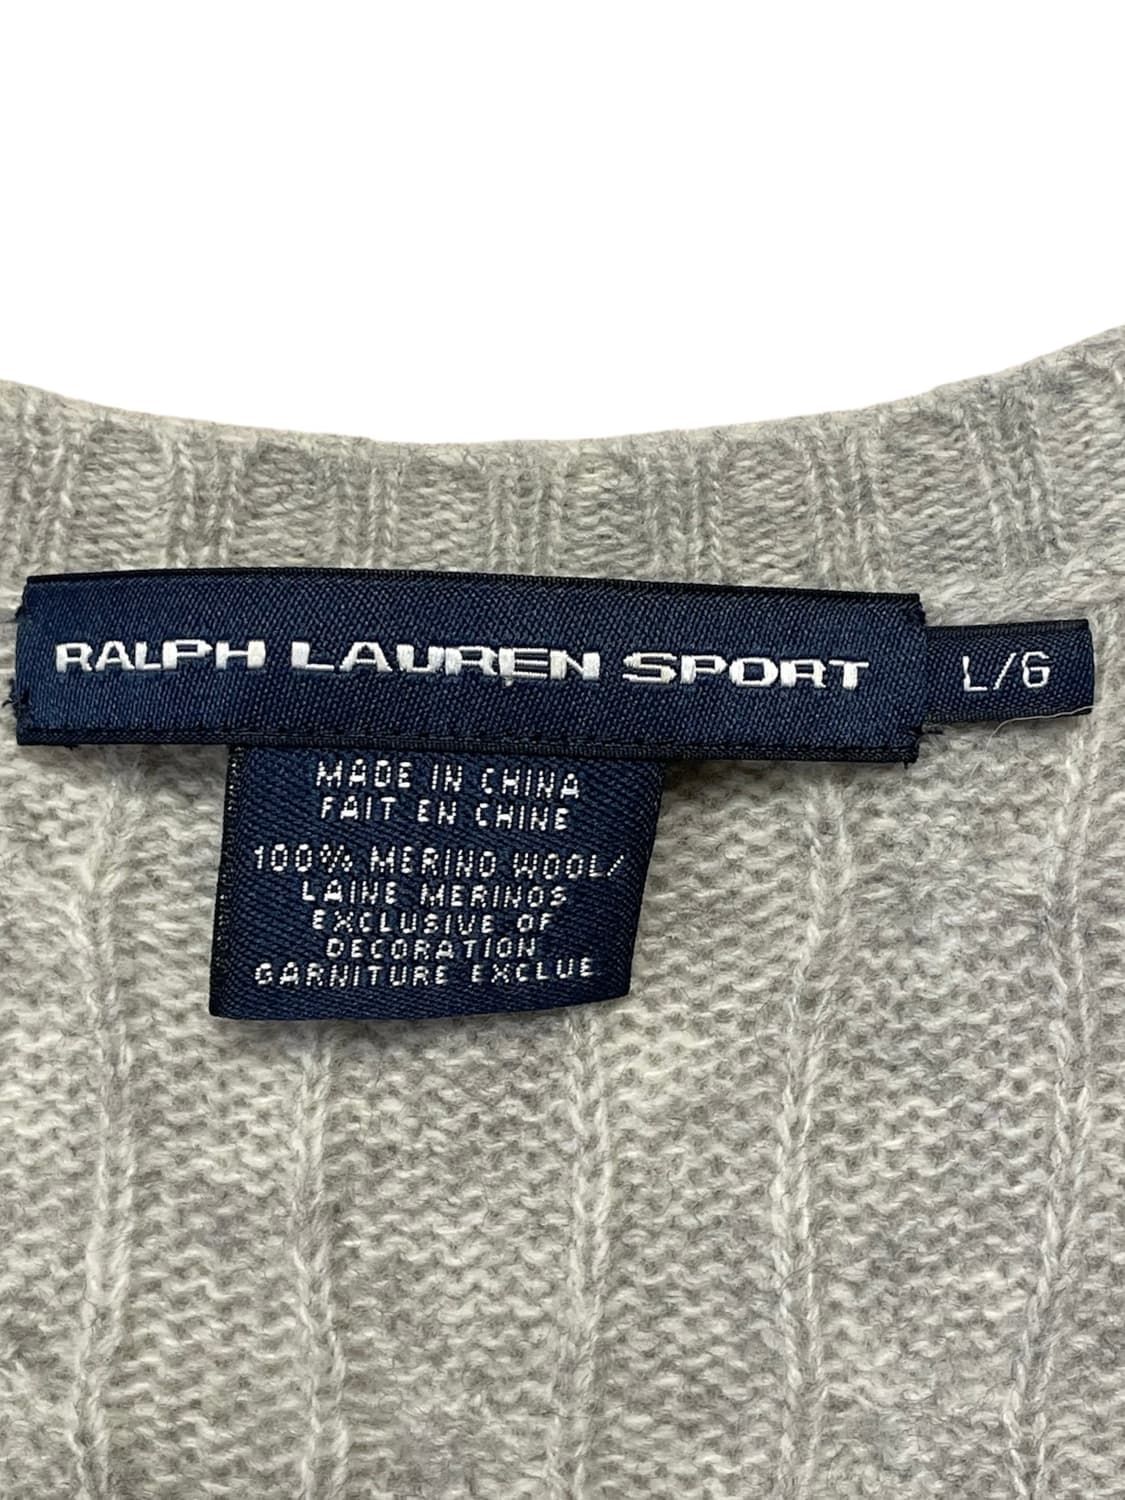 RALPH LAUREN SPORT
L/G
MADE IN CHINA
FAIT EN CHINE
100% MERINO WOOL/
LAINE MERINOS
EXCLUSIVE OF
DECORATION
GARNITURE EXCLUE